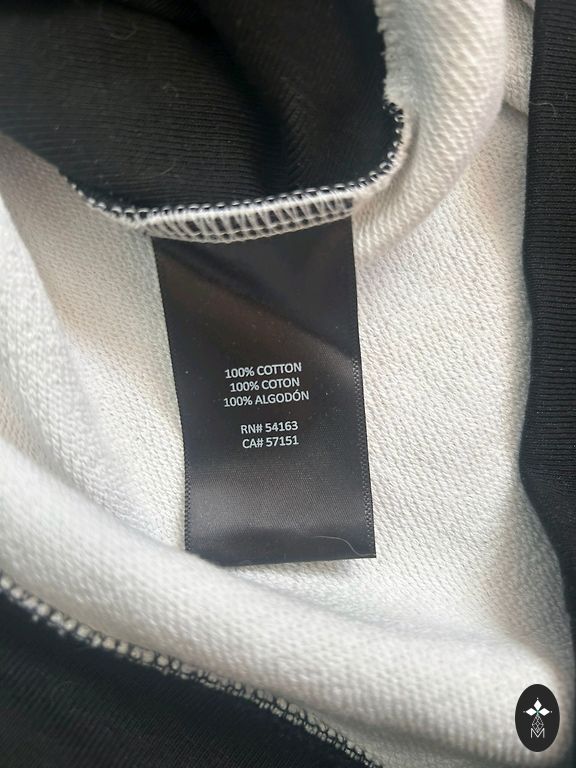 100% COTTON
100% COTON
100% ALGODÓN
RN# 54163
CA# 57151
M